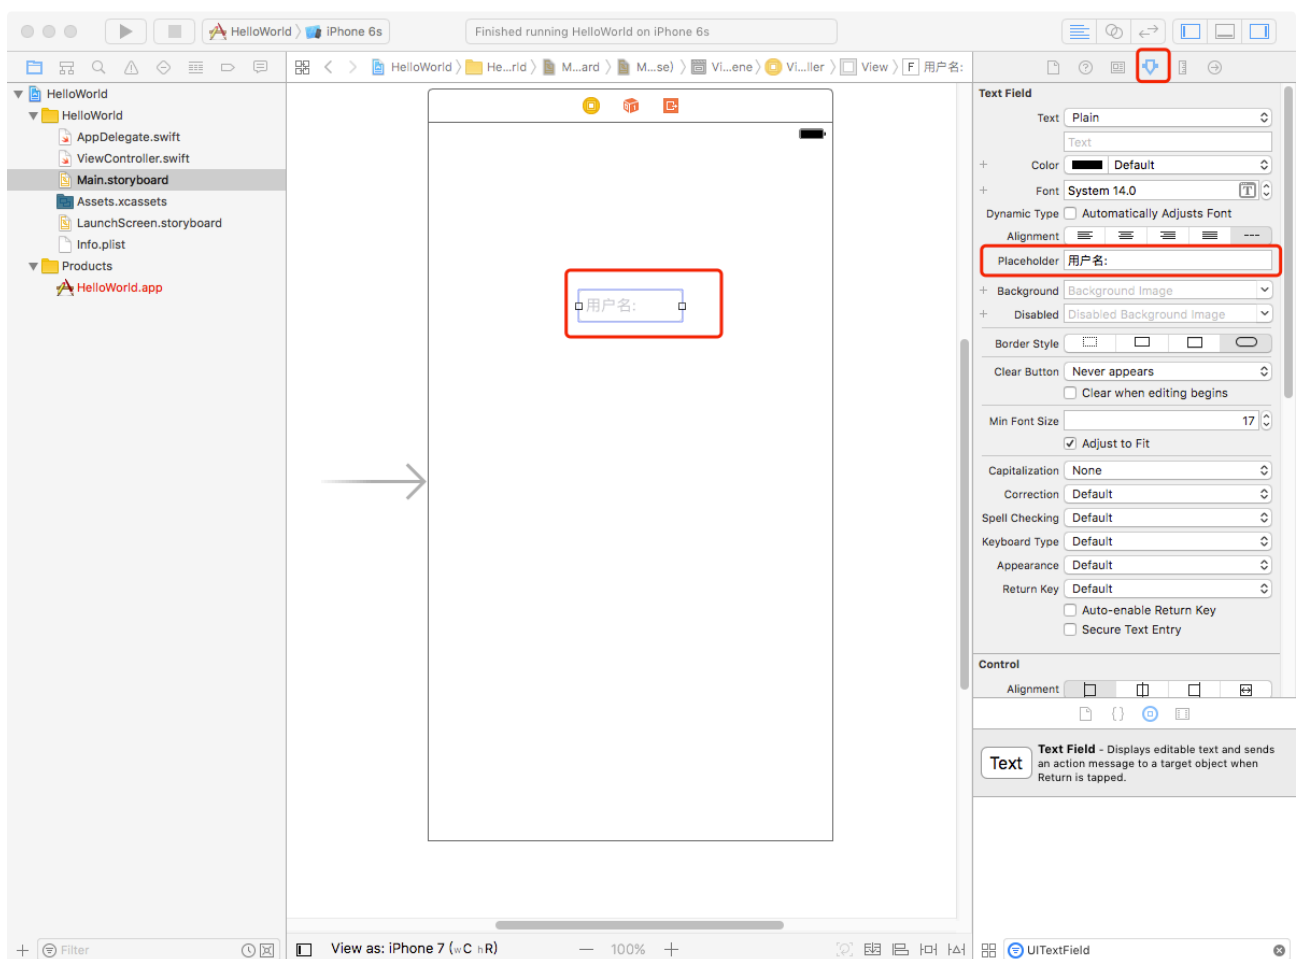 HelloWorld 〉 iPhone 6s
Finished running HelloWorld on iPhone 6s
HelloWorld 〉 He...rld 〉 M...ard 〉 M...se) 〉 Vi...ene 〉 Vi...ller 〉 View 〉 F 用户名:
HelloWorld
HelloWorld
AppDelegate.swift
ViewController.swift
Main.storyboard
Assets.xcassets
LaunchScreen.storyboard
Info.plist
Products
HelloWorld.app
Filter
用户名:
View as: iPhone 7 (wC hR)
— 100% +
Text Field
Text Plain
Text
+ Color Default
+ Font System 14.0 T
Dynamic Type Automatically Adjusts Font
Alignment ---
Placeholder 用户名:
+ Background Background Image
+ Disabled Disabled Background Image
Border Style
Clear Button Never appears
Clear when editing begins
Min Font Size 17
Adjust to Fit
Capitalization None
Correction Default
Spell Checking Default
Keyboard Type Default
Appearance Default
Return Key Default
Auto-enable Return Key
Secure Text Entry
Control
Alignment
{}
Text
Text Field - Displays editable text and sends
an action message to a target object when
Return is tapped.
UITextField